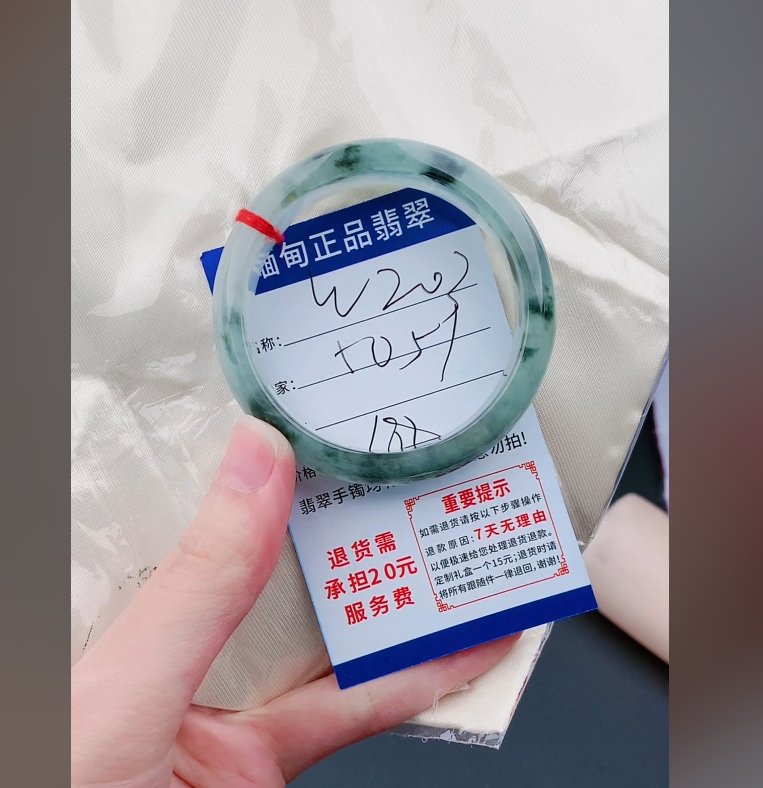 缅甸正品翡翠
称: W202
家:
价格
勿拍!
翡翠手镯
退货需
承担20元
服务费
重要提示
如需退货请按以下步骤操作
退款原因:7天无理由
以便极速给您处理退货退款。
定制礼盒一个15元;退货时请
将所有跟随件一律退回,谢谢!